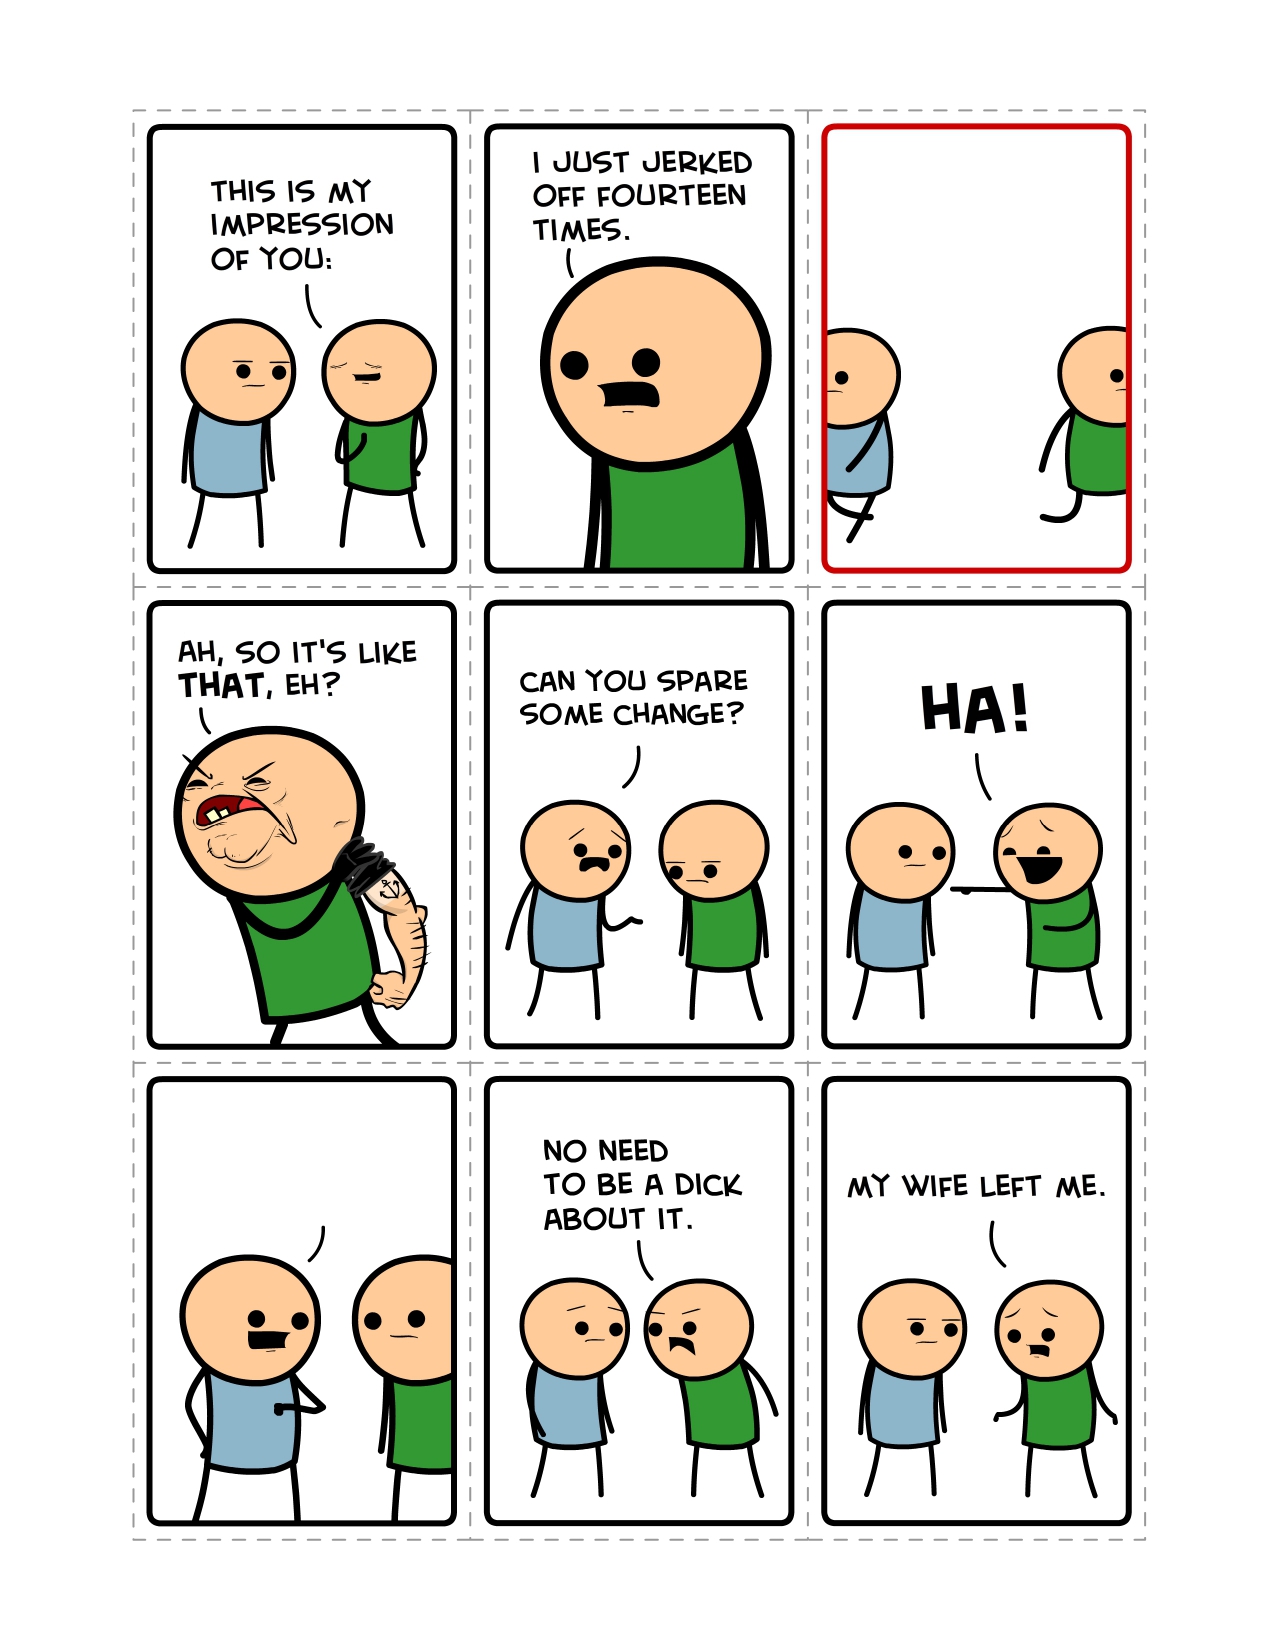 THIS IS MY
IMPRESSION
OF YOU:
I JUST JERKED
OFF FOURTEEN
TIMES.
AH, SO IT'S LIKE
THAT, EH?
CAN YOU SPARE
SOME CHANGE?
HA!
NO NEED
TO BE A DICK
ABOUT IT.
MY WIFE LEFT ME.